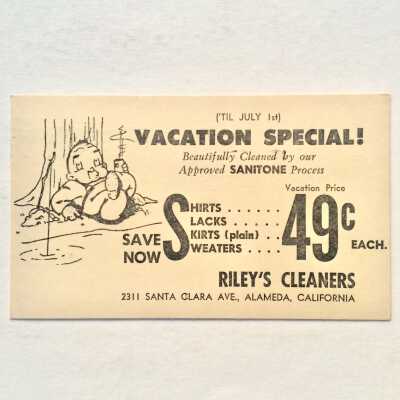 ('TIL JULY 1st)
VACATION SPECIAL!
Beautifully Cleaned by our
Approved SANITONE Process
Vacation Price
SHIRTS . . . . . .
SLACKS . . . . .
SKIRTS (plain) . .
SWEATERS . . . .
SAVE NOW
49c EACH.
RILEY'S CLEANERS
2311 SANTA CLARA AVE., ALAMEDA, CALIFORNIA